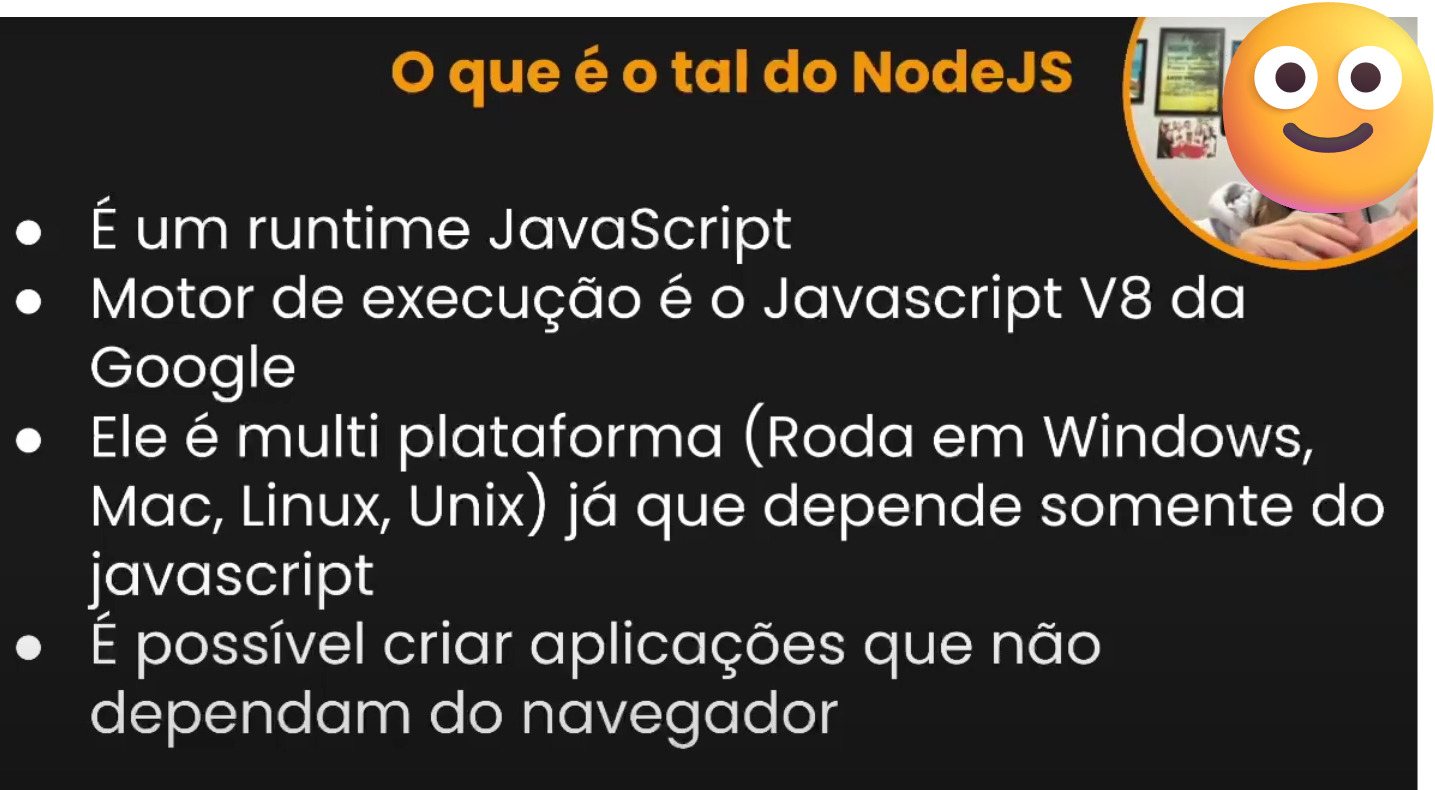 O que é o tal do NodeJS
● É um runtime JavaScript
● Motor de execução é o Javascript V8 da
Google
● Ele é multi plataforma (Roda em Windows,
Mac, Linux, Unix) já que depende somente do
javascript
● É possível criar aplicações que não
dependam do navegador